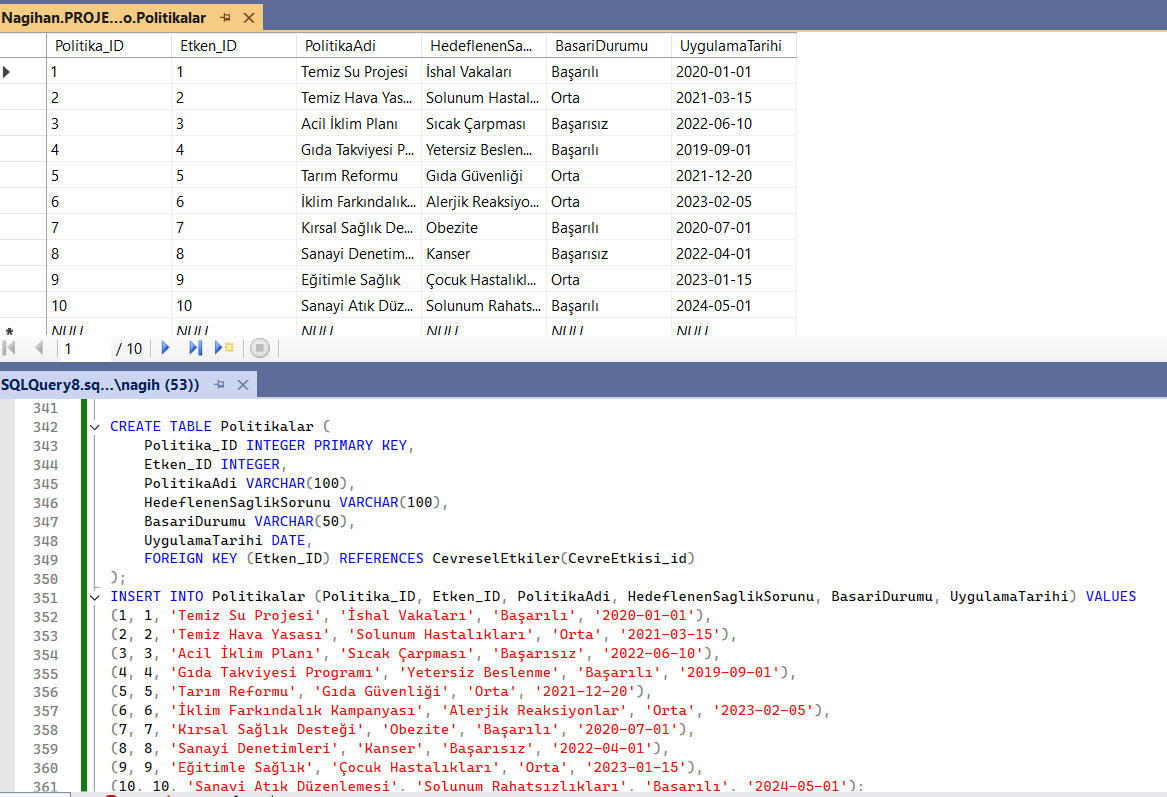 Nagihan.PROJE...o.Politikalar
Politika_ID Etken_ID PolitikaAdi HedeflenenSa... BasariDurumu UygulamaTarihi
1 1 Temiz Su Projesi İshal Vakaları Başarılı 2020-01-01
2 2 Temiz Hava Yas... Solunum Hastal... Orta 2021-03-15
3 3 Acil İklim Planı Sıcak Çarpması Başarısız 2022-06-10
4 4 Gıda Takviyesi P... Yetersiz Beslen... Başarılı 2019-09-01
5 5 Tarım Reformu Gıda Güvenliği Orta 2021-12-20
6 6 İklim Farkındalık... Alerjik Reaksiyo... Orta 2023-02-05
7 7 Kırsal Sağlık De... Obezite Başarılı 2020-07-01
8 8 Sanayi Denetim... Kanser Başarısız 2022-04-01
9 9 Eğitimle Sağlık Çocuk Hastalıkl... Orta 2023-01-15
10 10 Sanayi Atık Düz... Solunum Rahats... Başarılı 2024-05-01
NULL NULL NULL NULL NULL NULL
1 / 10
SQLQuery8.sq...\nagih (53))
341
342 CREATE TABLE Politikalar (
343 Politika_ID INTEGER PRIMARY KEY,
344 Etken_ID INTEGER,
345 PolitikaAdi VARCHAR(100),
346 HedeflenenSaglikSorunu VARCHAR(100),
347 BasariDurumu VARCHAR(50),
348 UygulamaTarihi DATE,
349 FOREIGN KEY (Etken_ID) REFERENCES CevreselEtkiler(CevreEtkisi_id)
350 );
351 INSERT INTO Politikalar (Politika_ID, Etken_ID, PolitikaAdi, HedeflenenSaglikSorunu, BasariDurumu, UygulamaTarihi) VALUES
352 (1, 1, 'Temiz Su Projesi', 'İshal Vakaları', 'Başarılı', '2020-01-01'),
353 (2, 2, 'Temiz Hava Yasası', 'Solunum Hastalıkları', 'Orta', '2021-03-15'),
354 (3, 3, 'Acil İklim Planı', 'Sıcak Çarpması', 'Başarısız', '2022-06-10'),
355 (4, 4, 'Gıda Takviyesi Programı', 'Yetersiz Beslenme', 'Başarılı', '2019-09-01'),
356 (5, 5, 'Tarım Reformu', 'Gıda Güvenliği', 'Orta', '2021-12-20'),
357 (6, 6, 'İklim Farkındalık Kampanyası', 'Alerjik Reaksiyonlar', 'Orta', '2023-02-05'),
358 (7, 7, 'Kırsal Sağlık Desteği', 'Obezite', 'Başarılı', '2020-07-01'),
359 (8, 8, 'Sanayi Denetimleri', 'Kanser', 'Başarısız', '2022-04-01'),
360 (9, 9, 'Eğitimle Sağlık', 'Çocuk Hastalıkları', 'Orta', '2023-01-15'),
361 (10, 10, 'Sanayi Atık Düzenlemesi', 'Solunum Rahatsızlıkları', 'Başarılı', '2024-05-01');